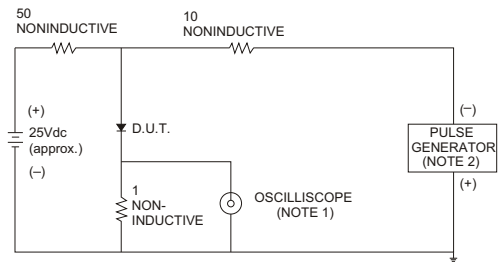 50
NONINDUCTIVE
10
NONINDUCTIVE
(+)
25Vdc
(approx.)
(–)
D.U.T.
1
NON-
INDUCTIVE
OSCILLISCOPE
(NOTE 1)
(–)
PULSE
GENERATOR
(NOTE 2)
(+)